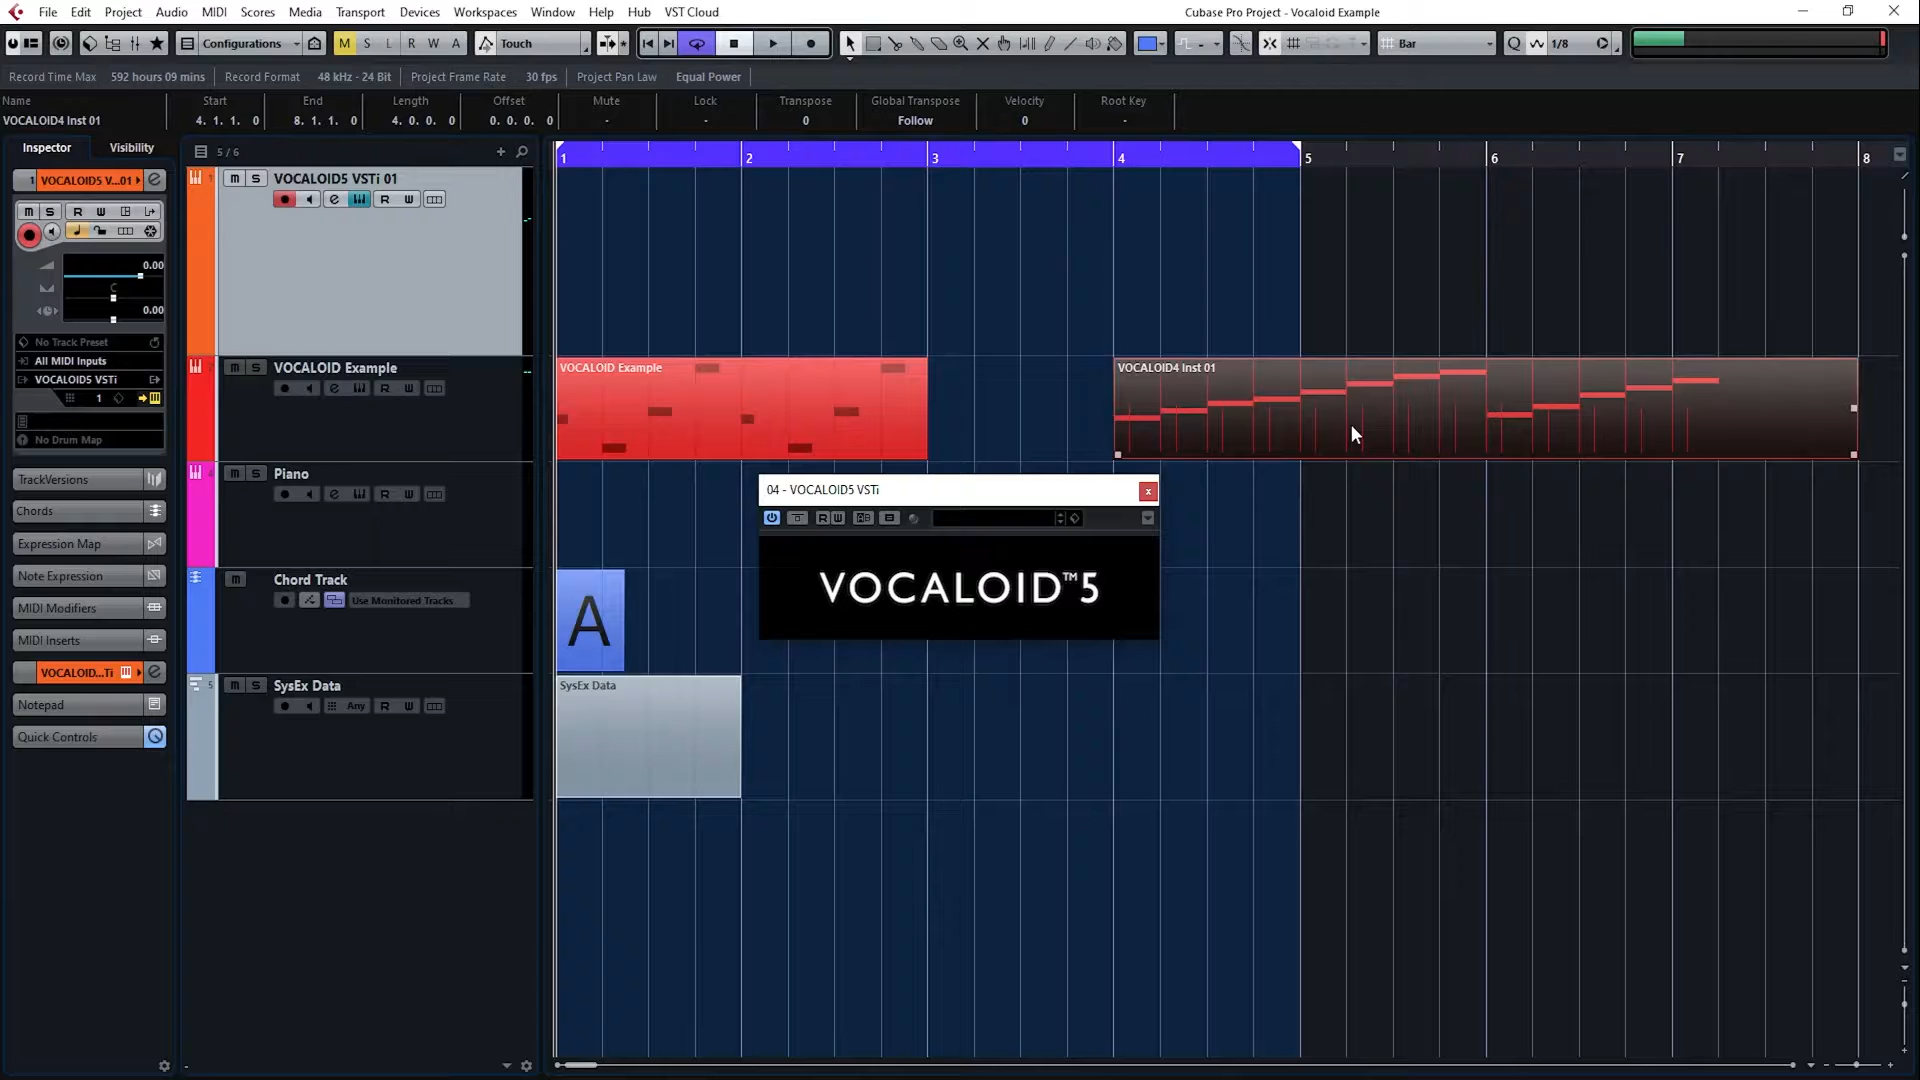 File Edit Project Audio MIDI Scores Media Transport Devices Workspaces Window Help Hub VST Cloud
Cubase Pro Project - Vocaloid Example
Configurations M S L R W A Touch Bar Q 1/8
Record Time Max 592 hours 09 mins Record Format 48 kHz - 24 Bit Project Frame Rate 30 fps Project Pan Law Equal Power
Name Start End Length Offset Mute Lock Transpose Global Transpose Velocity Root Key
VOCALOID4 Inst 01 4. 1. 1. 0 8. 1. 1. 0 4. 0. 0. 0 0. 0. 0. 0 - - 0 Follow 0 -
Inspector Visibility 5 / 6
1 2 3 4 5 6 7 8
1 VOCALOID5 V...01
m S R W
0.00
C
0.00
No Track Preset
All MIDI Inputs
VOCALOID5 VSTi
1
No Drum Map
TrackVersions
Chords
Expression Map
Note Expression
MIDI Modifiers
MIDI Inserts
VOCALOID...Ti
Notepad
Quick Controls
1 m S VOCALOID5 VSTi 01
e R W
m S VOCALOID Example
e R W
m S Piano
e R W
m Chord Track
Use Monitored Tracks
5 m S SysEx Data
Any R W
VOCALOID Example
VOCALOID4 Inst 01
A
SysEx Data
04 - VOCALOID5 VSTi
x
R W
VOCALOID™5